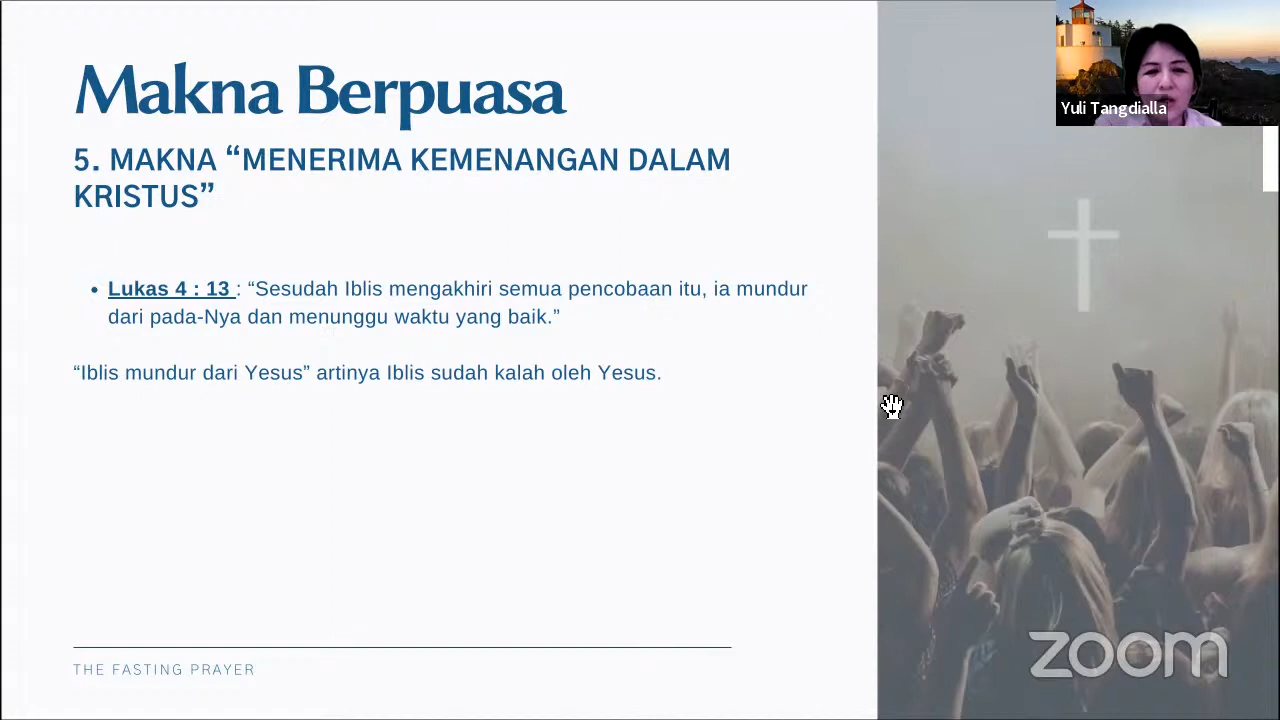 Makna Berpuasa
5. MAKNA “MENERIMA KEMENANGAN DALAM
KRISTUS”
• Lukas 4 : 13 : “Sesudah Iblis mengakhiri semua pencobaan itu, ia mundur
dari pada-Nya dan menunggu waktu yang baik.”
“Iblis mundur dari Yesus” artinya Iblis sudah kalah oleh Yesus.
THE FASTING PRAYER
Yuli Tangdialla
zoom